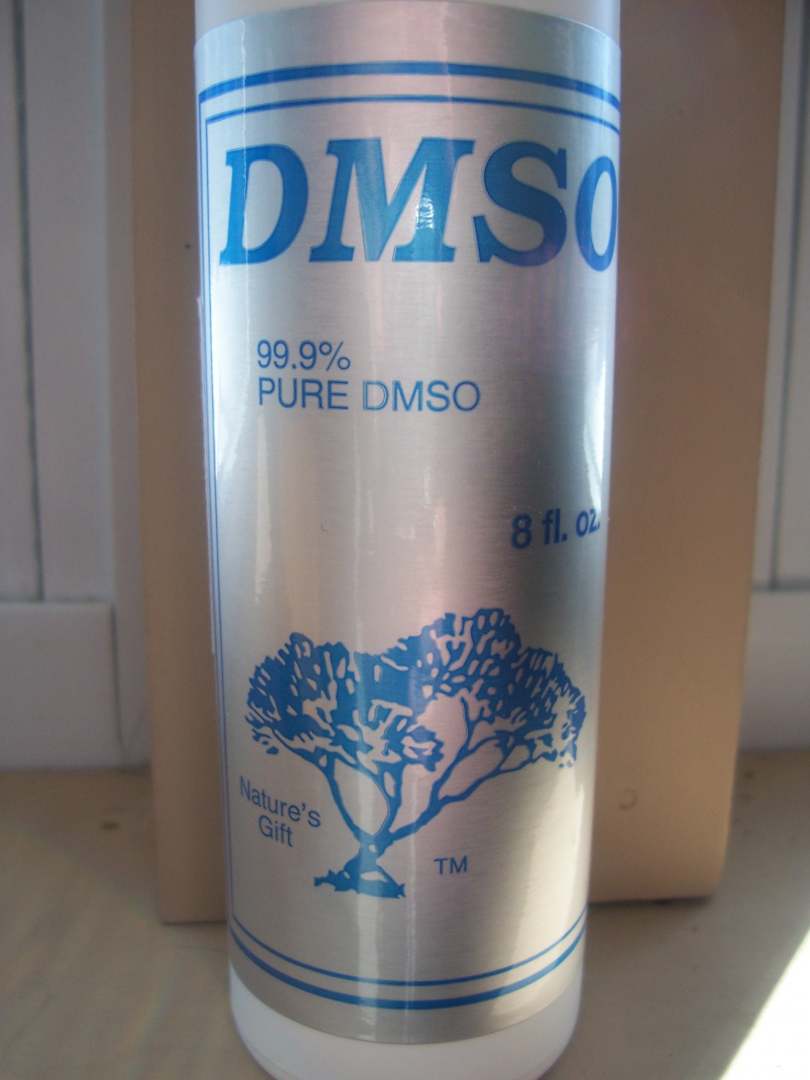 DMSO
99.9%
PURE DMSO
8 fl. oz.
Nature's
Gift
TM